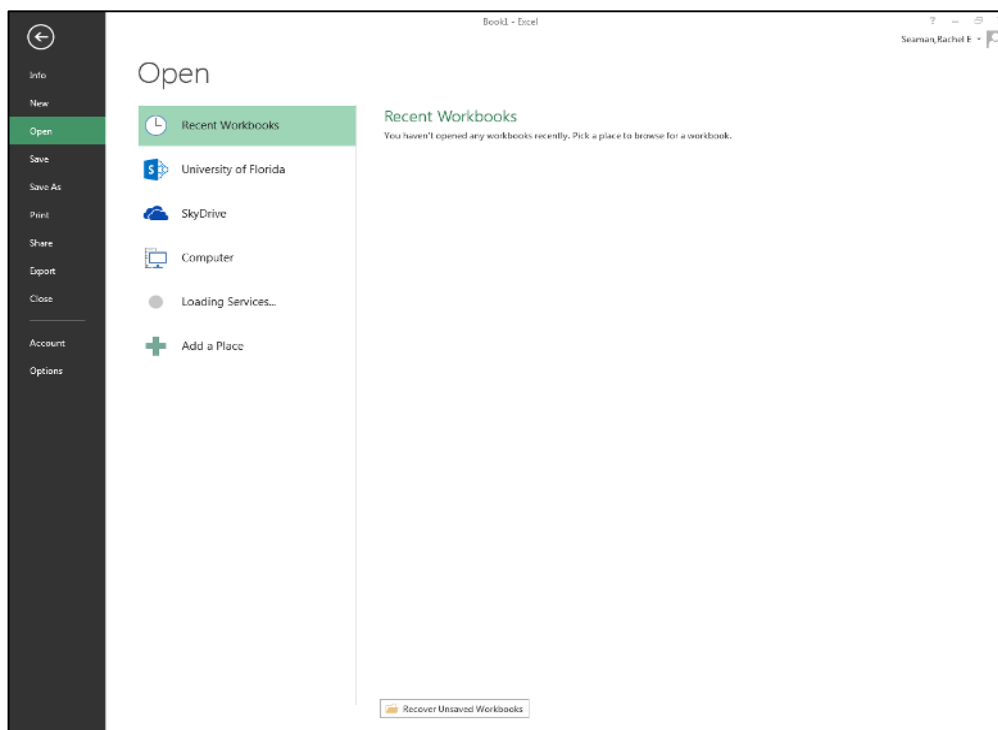 Book1 - Excel
?
Seaman,Rachel E
Info
New
Open
Save
Save As
Print
Share
Export
Close
Account
Options
Open
Recent Workbooks
University of Florida
S
SkyDrive
Computer
Loading Services...
Add a Place
Recent Workbooks
You haven't opened any workbooks recently. Pick a place to browse for a workbook.
Recover Unsaved Workbooks